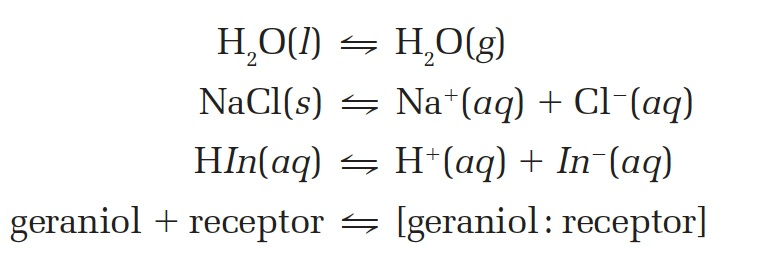 H₂O(l) ⇋ H₂O(g)
NaCl(s) ⇋ Na⁺(aq) + Cl⁻(aq)
HIn(aq) ⇋ H⁺(aq) + In⁻(aq)
geraniol + receptor ⇋ [geraniol : receptor]